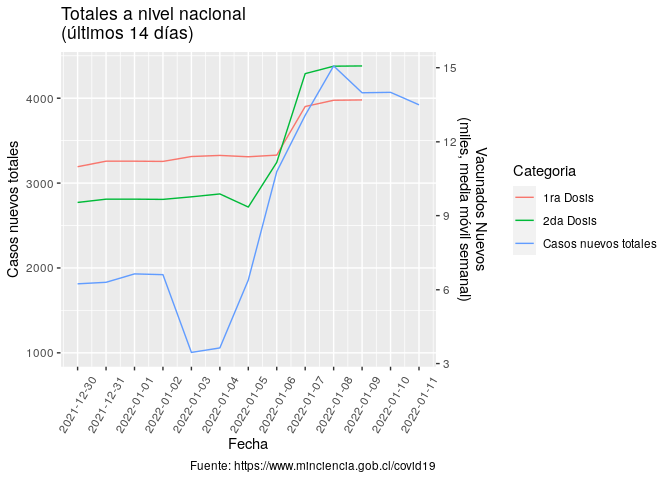 Totales a nivel nacional
(últimos 14 días)
Casos nuevos totales
4000
3000
2000
1000
15
12
9
6
3
Vacunados Nuevos
(miles, media móvil semanal)
2021-12-30
2021-12-31
2022-01-01
2022-01-02
2022-01-03
2022-01-04
2022-01-05
2022-01-06
2022-01-07
2022-01-08
2022-01-09
2022-01-10
2022-01-11
Fecha
Categoria
1ra Dosis
2da Dosis
Casos nuevos totales
Fuente: https://www.minciencia.gob.cl/covid19